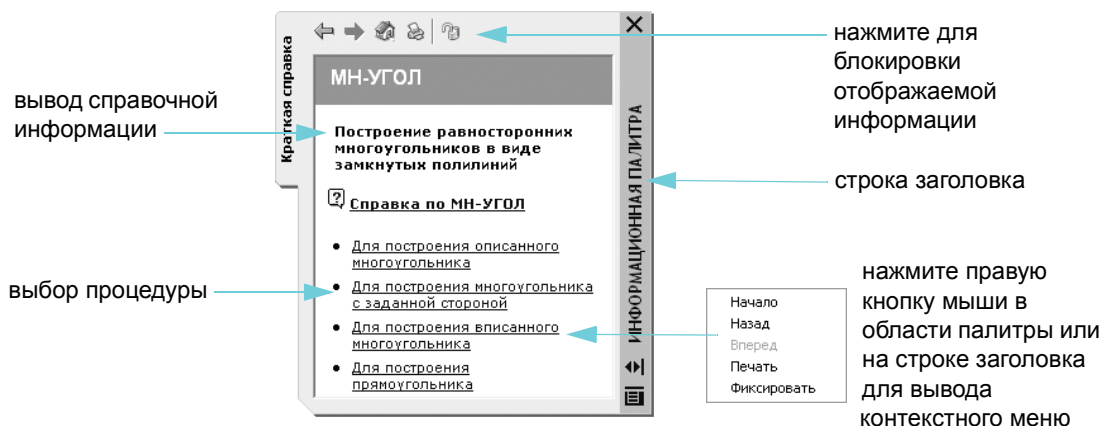 вывод справочной
информации
выбор процедуры
Краткая справка
МН-УГОЛ
Построение равносторонних
многоугольников в виде
замкнутых полилиний
Справка по МН-УГОЛ
Для построения описанного
многоугольника
Для построения многоугольника
с заданной стороной
Для построения вписанного
многоугольника
Для построения
прямоугольника
ИНФОРМАЦИОННАЯ ПАЛИТРА
нажмите для
блокировки
отображаемой
информации
строка заголовка
Начало
Назад
Вперед
Печать
Фиксировать
нажмите правую
кнопку мыши в
области палитры или
на строке заголовка
для вывода
контекстного меню